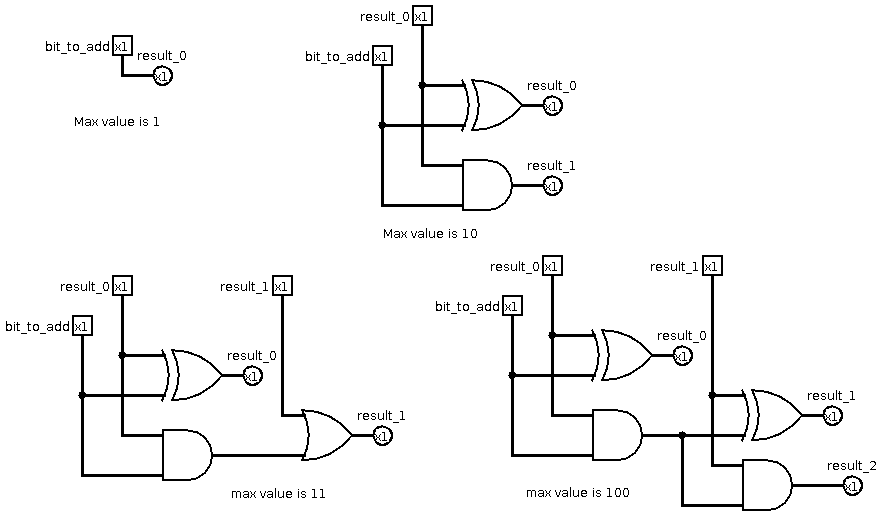 bit_to_add x1
result_0
x1
Max value is 1
result_0 x1
bit_to_add x1
result_0
x1
result_1
x1
Max value is 10
result_0 x1
result_1 x1
bit_to_add x1
result_0
x1
result_1
x1
max value is 11
result_0 x1
result_1 x1
bit_to_add x1
result_0
x1
result_1
x1
result_2
x1
max value is 100